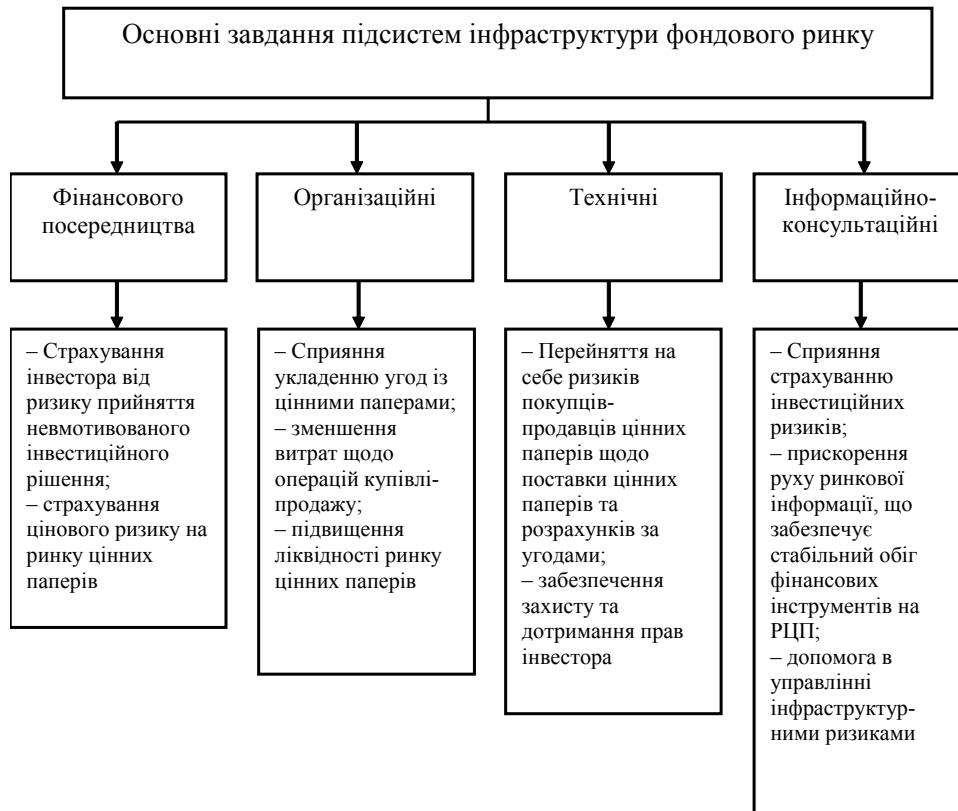 Основні завдання підсистем інфраструктури фондового ринку
Фінансового
посередництва
Організаційні
Технічні
Інформаційно-
консультаційні
– Страхування
інвестора від
ризику прийняття
невмотивованого
інвестиційного
рішення;
– страхування
цінового ризику на
ринку цінних
паперів
– Сприяння
укладенню угод із
цінними паперами;
– зменшення
витрат щодо
операцій купівлі-
продажу;
– підвищення
ліквідності ринку
цінних паперів
– Перейняття на
себе ризиків
покупців-
продавців цінних
паперів щодо
поставки цінних
паперів та
розрахунків за
угодами;
– забезпечення
захисту та
дотримання прав
інвестора
– Сприяння
страхуванню
інвестиційних
ризиків;
– прискорення
руху ринкової
інформації, що
забезпечує
стабільний обіг
фінансових
інструментів на
РЦП;
– допомога в
управлінні
інфраструктур-
ними ризиками